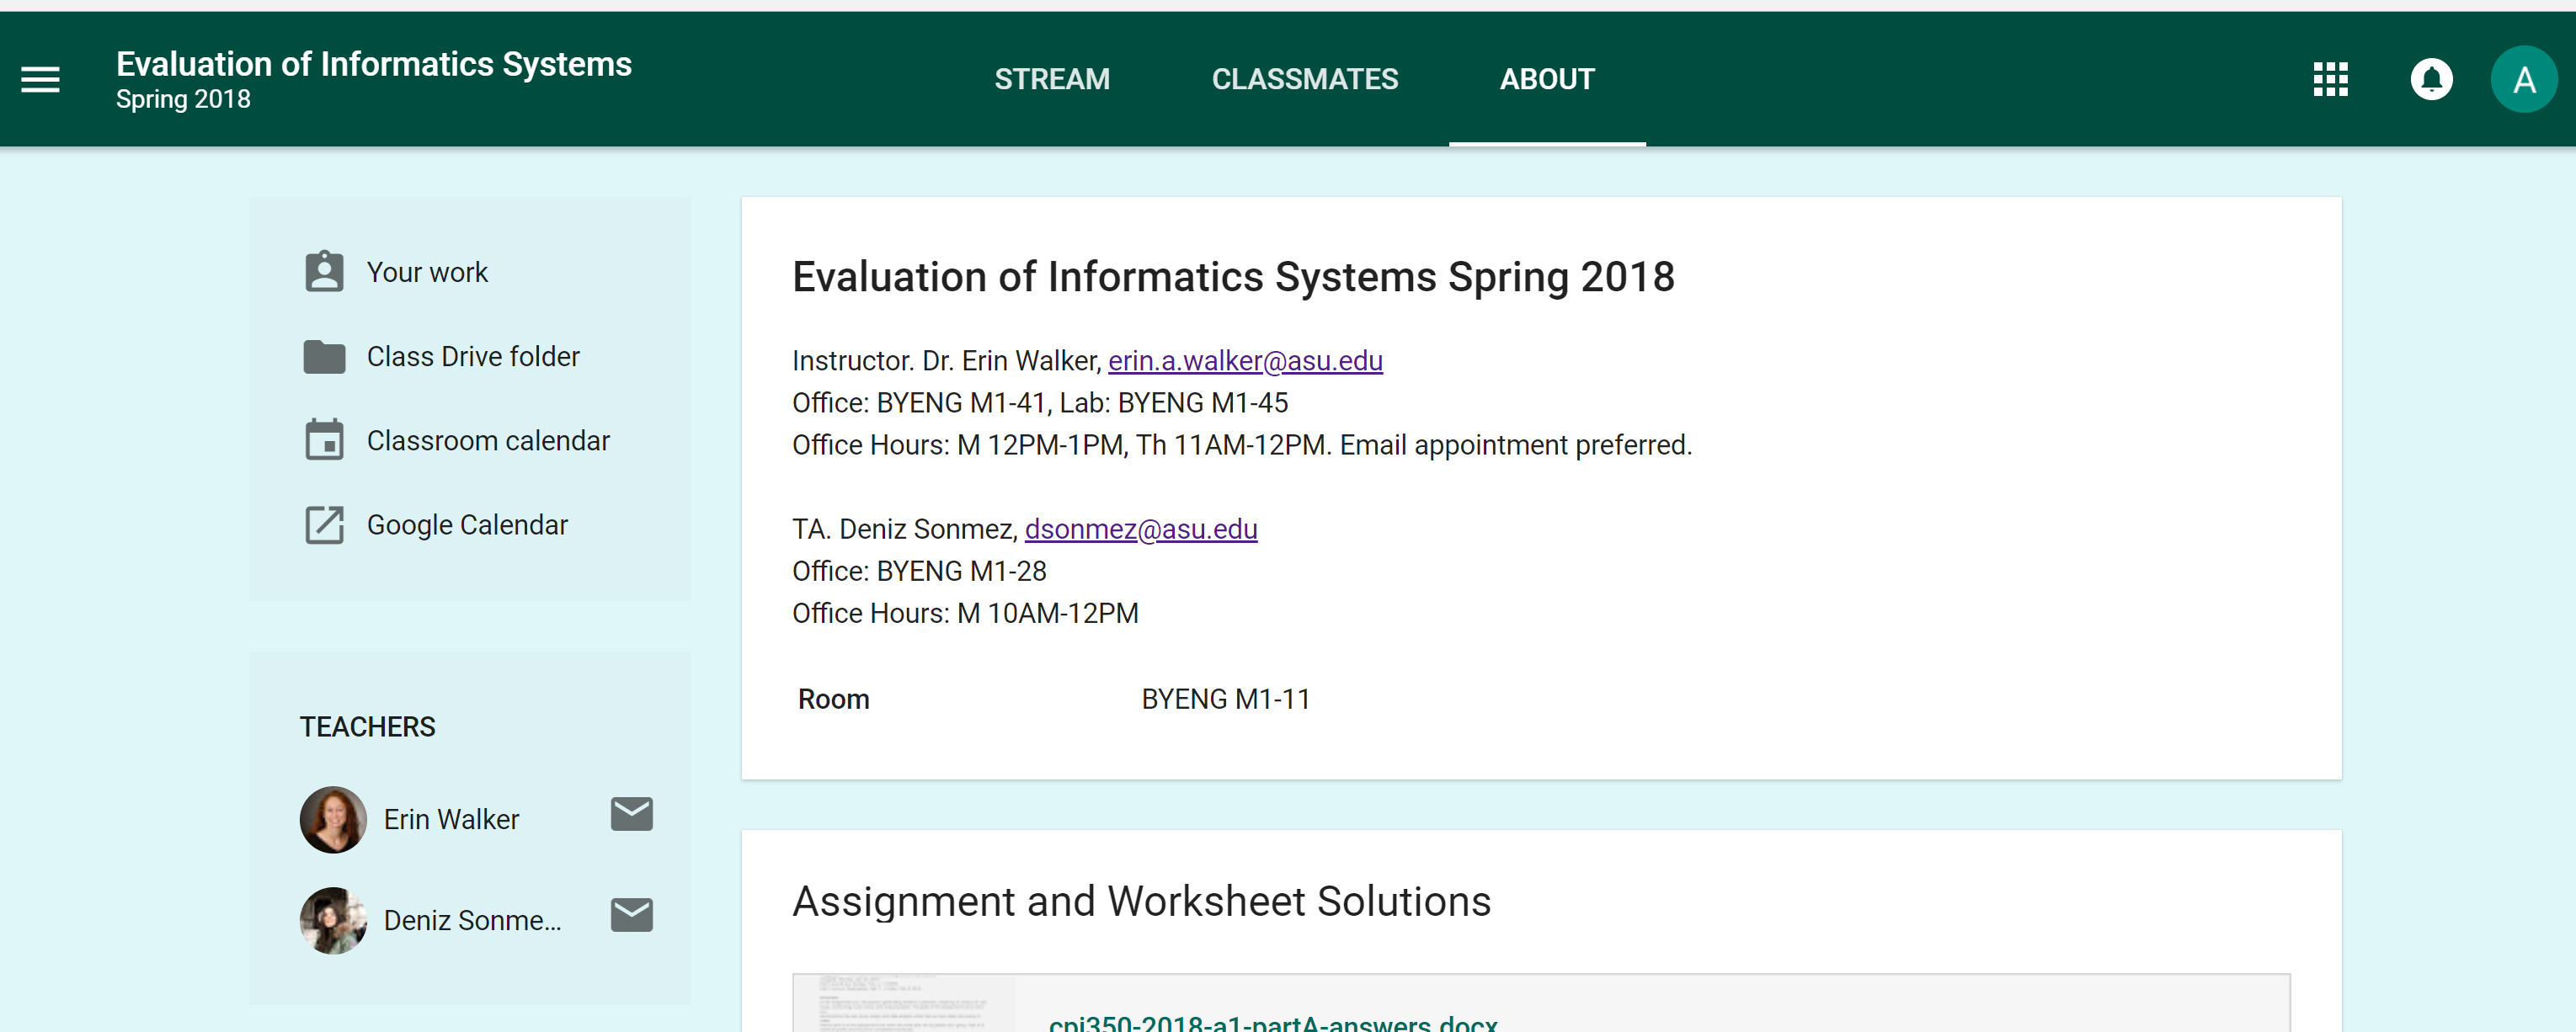 Evaluation of Informatics Systems
Spring 2018
STREAM
CLASSMATES
ABOUT
A
Your work
Class Drive folder
Classroom calendar
Google Calendar
TEACHERS
Erin Walker
Deniz Sonme...
Evaluation of Informatics Systems Spring 2018
Instructor. Dr. Erin Walker, erin.a.walker@asu.edu
Office: BYENG M1-41, Lab: BYENG M1-45
Office Hours: M 12PM-1PM, Th 11AM-12PM. Email appointment preferred.
TA. Deniz Sonmez, dsonmez@asu.edu
Office: BYENG M1-28
Office Hours: M 10AM-12PM
Room BYENG M1-11
Assignment and Worksheet Solutions
cpi350-2018-a1-partA-answers.docx